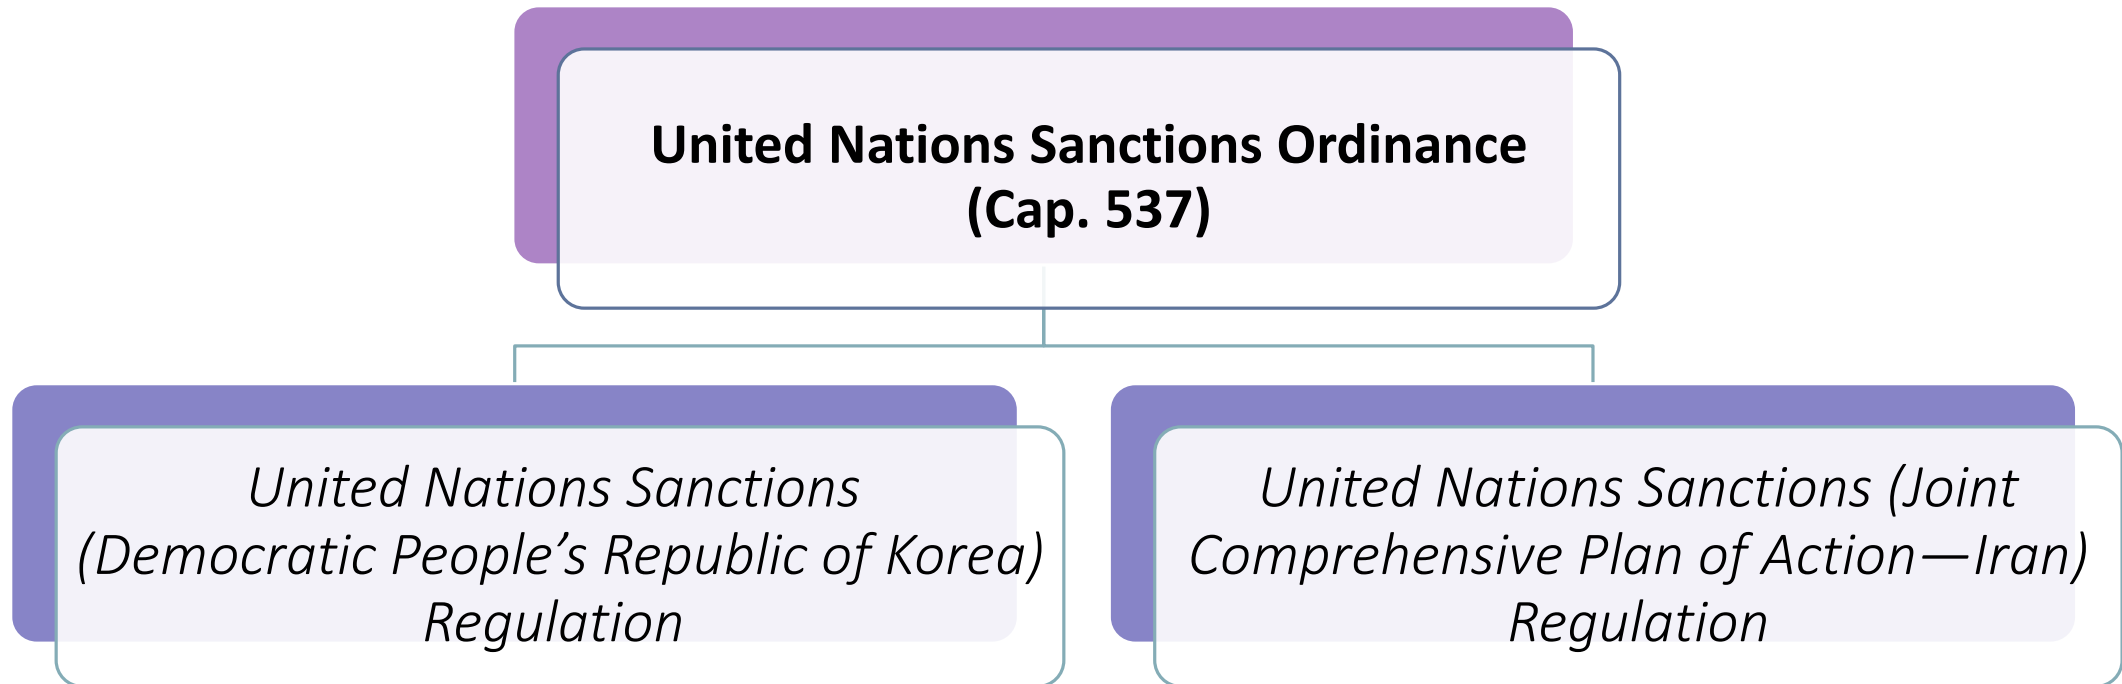 United Nations Sanctions Ordinance
(Cap. 537)
United Nations Sanctions
(Democratic People’s Republic of Korea)
Regulation
United Nations Sanctions (Joint
Comprehensive Plan of Action—Iran)
Regulation